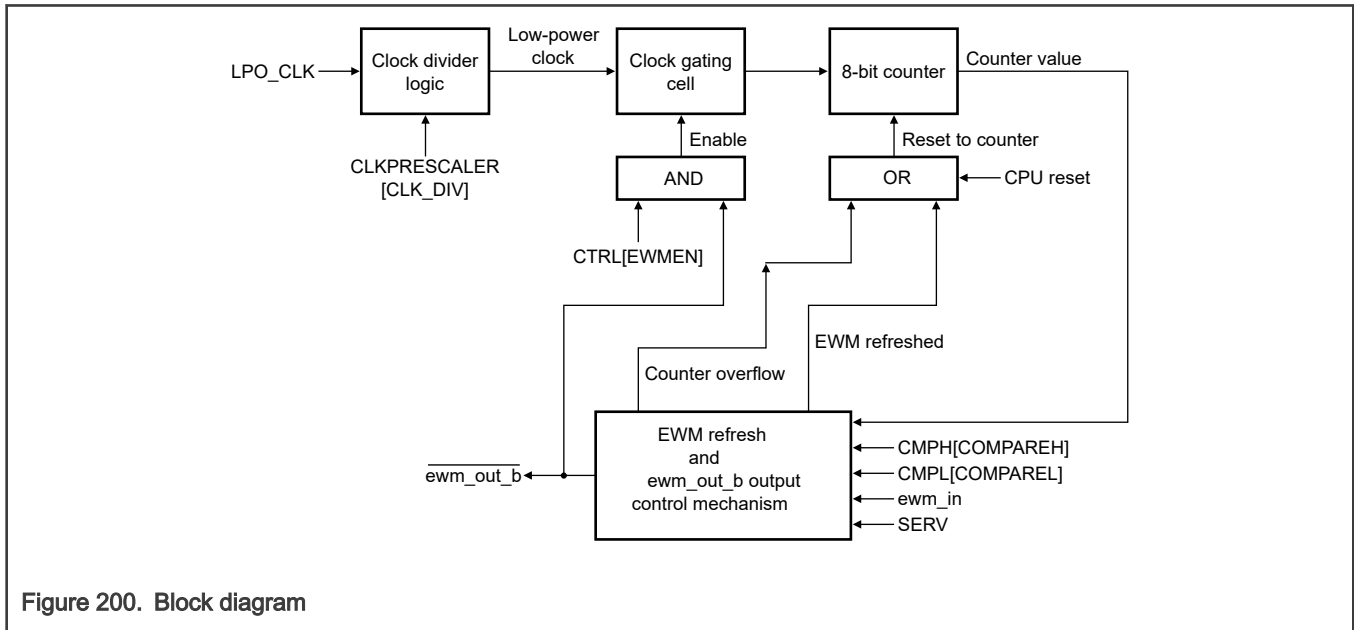 LPO_CLK
Clock divider
logic
Low-power
clock
Clock gating
cell
8-bit counter
Counter value
CLKPRESCALER
[CLK_DIV]
Enable
AND
CTRL[EWMEN]
Reset to counter
OR
CPU reset
Counter overflow
EWM refreshed
EWM refresh
and
ewm_out_b output
control mechanism
ewm_out_b
CMPH[COMPAREH]
CMPL[COMPAREL]
ewm_in
SERV
Figure 200. Block diagram